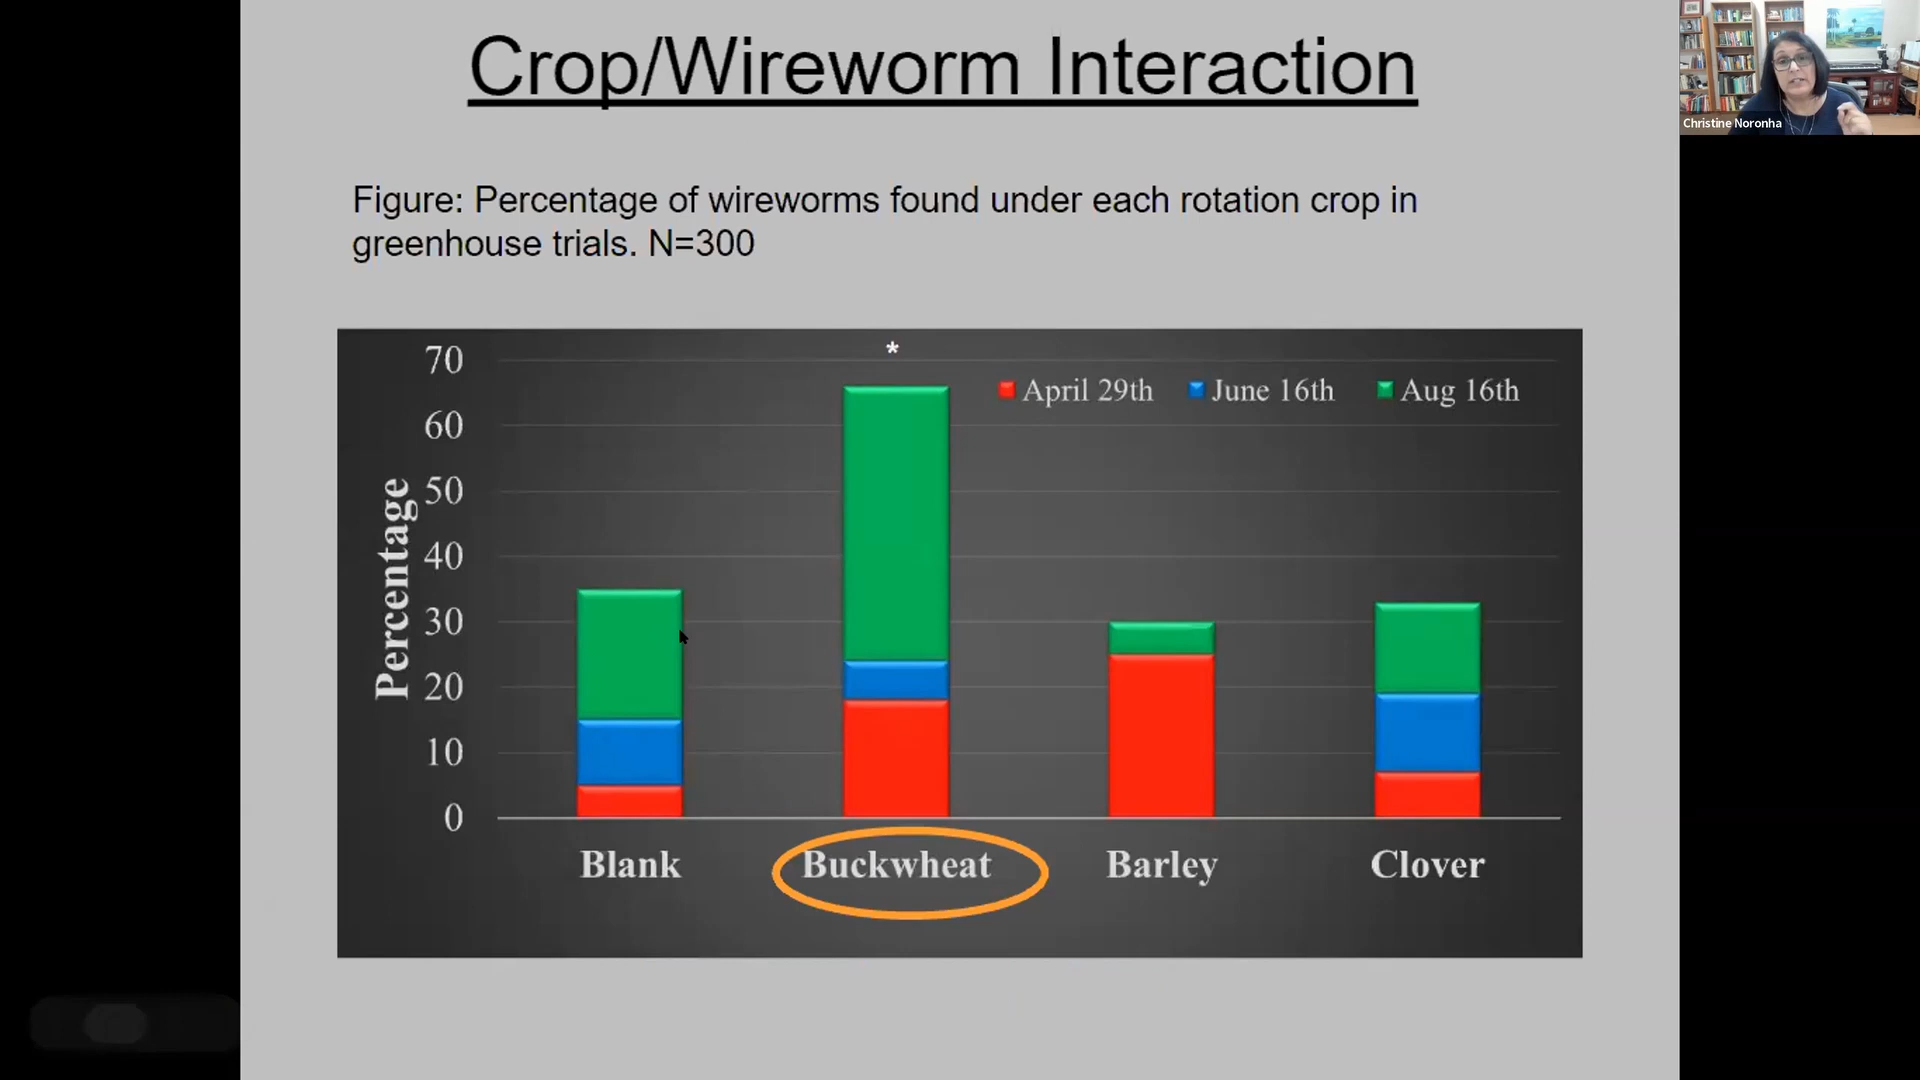 Crop/Wireworm Interaction
Christine Noronha
Figure: Percentage of wireworms found under each rotation crop in
greenhouse trials. N=300
*
April 29th June 16th Aug 16th
Percentage
70
60
50
40
30
20
10
0
Blank Buckwheat Barley Clover